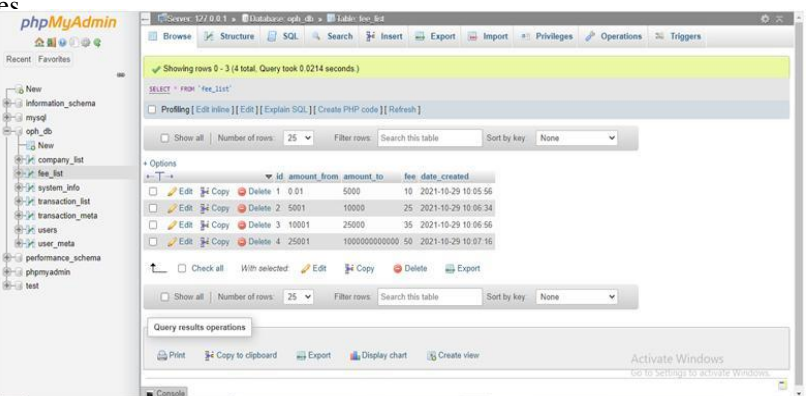 es
phpMyAdmin
Recent Favorites
New
information_schema
mysql
oph_db
New
company_list
fee_list
system_info
transaction_list
transaction_meta
users
user_meta
performance_schema
phpmyadmin
test
Server: 127.0.0.1 » Database: oph_db » Table: fee_list
Browse Structure SQL Search Insert Export Import Privileges Operations Triggers
Showing rows 0 - 3 (4 total, Query took 0.0214 seconds.)
SELECT * FROM `fee_list`
Profiling [ Edit inline ] [ Edit ] [ Explain SQL ] [ Create PHP code ] [ Refresh ]
Show all | Number of rows: 25 Filter rows: Search this table Sort by key: None
+ Options
←T→ id amount_from amount_to fee date_created
Edit Copy Delete 1 0.01 5000 10 2021-10-29 10:05:56
Edit Copy Delete 2 5001 10000 25 2021-10-29 10:06:34
Edit Copy Delete 3 10001 25000 35 2021-10-29 10:06:56
Edit Copy Delete 4 25001 1000000000000 50 2021-10-29 10:07:16
Check all With selected: Edit Copy Delete Export
Show all | Number of rows: 25 Filter rows: Search this table Sort by key: None
Query results operations
Print Copy to clipboard Export Display chart Create view
Activate Windows
Go to Settings to activate Windows.
Console